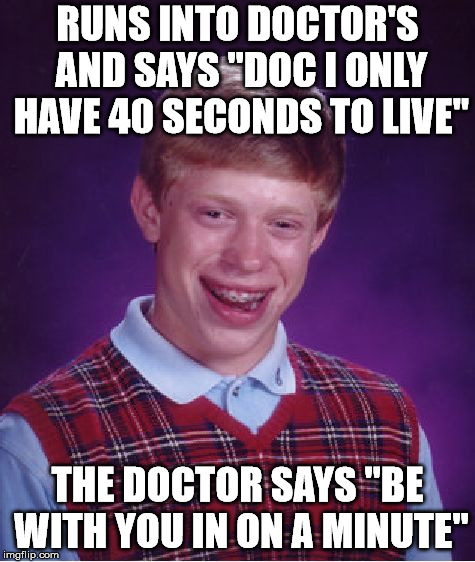 RUNS INTO DOCTOR'S
AND SAYS "DOC I ONLY
HAVE 40 SECONDS TO LIVE"
THE DOCTOR SAYS "BE
WITH YOU IN ON A MINUTE"
imgflip.com